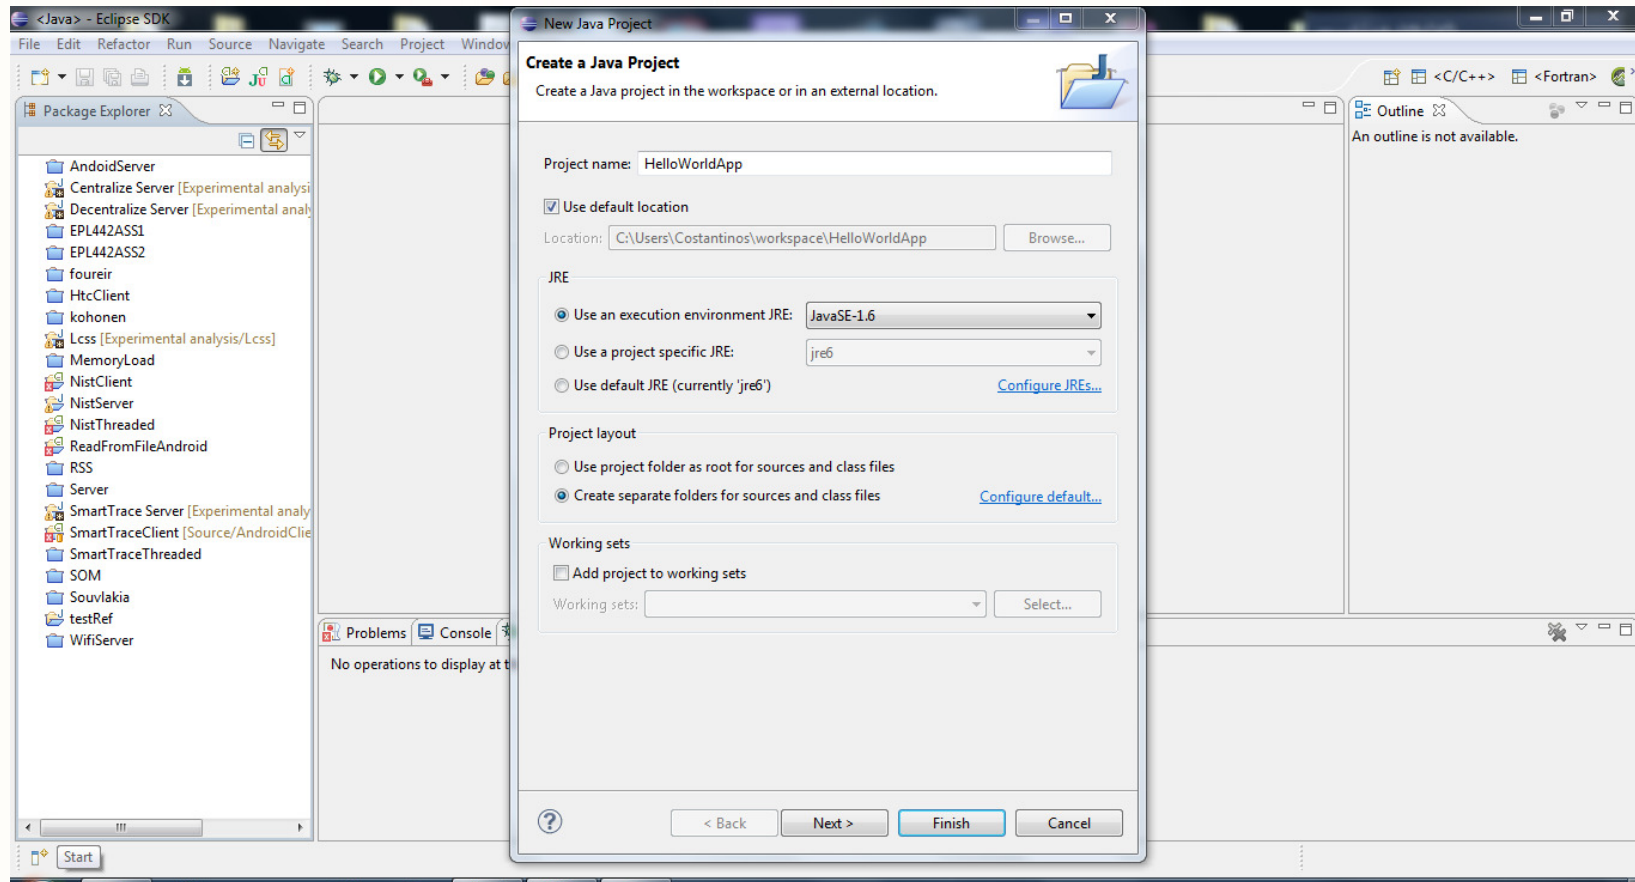 <Java> - Eclipse SDK
File Edit Refactor Run Source Navigate Search Project Window
<C/C++> <Fortran>
Package Explorer
AndoidServer
Centralize Server [Experimental analysi
Decentralize Server [Experimental analy
EPL442ASS1
EPL442ASS2
foureir
HtcClient
kohonen
Lcss [Experimental analysis/Lcss]
MemoryLoad
NistClient
NistServer
NistThreaded
ReadFromFileAndroid
RSS
Server
SmartTrace Server [Experimental analy
SmartTraceClient [Source/AndroidClie
SmartTraceThreaded
SOM
Souvlakia
testRef
WifiServer
Start
New Java Project
Create a Java Project
Create a Java project in the workspace or in an external location.
Project name: HelloWorldApp
Use default location
Location: C:\Users\Costantinos\workspace\HelloWorldApp Browse...
JRE
Use an execution environment JRE: JavaSE-1.6
Use a project specific JRE: jre6
Use default JRE (currently 'jre6') Configure JREs...
Project layout
Use project folder as root for sources and class files
Create separate folders for sources and class files Configure default...
Working sets
Add project to working sets
Working sets: Select...
< Back Next > Finish Cancel
Problems Console
No operations to display at t
Outline
An outline is not available.